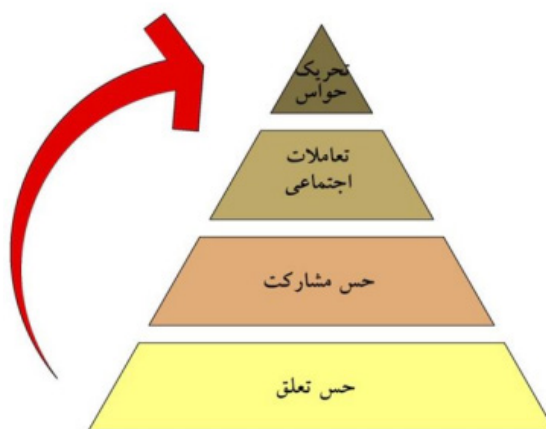 تحریک
حواس
تعاملات
اجتماعی
حس مشارکت
حس تعلق